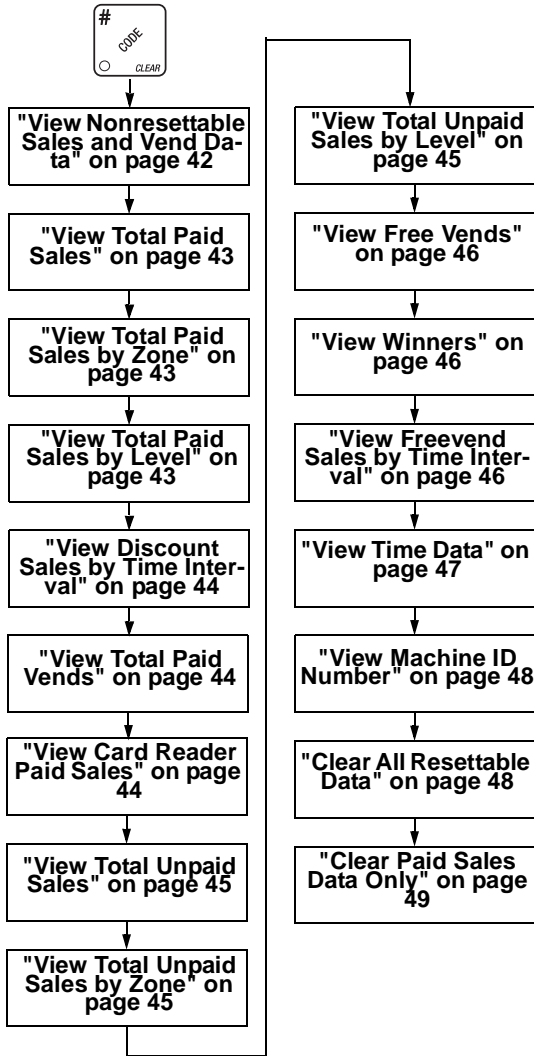 #
CODE
CLEAR
"View Nonresettable
Sales and Vend Da-
ta" on page 42
"View Total Paid
Sales" on page 43
"View Total Paid
Sales by Zone" on
page 43
"View Total Paid
Sales by Level" on
page 43
"View Discount
Sales by Time Inter-
val" on page 44
"View Total Paid
Vends" on page 44
"View Card Reader
Paid Sales" on page
44
"View Total Unpaid
Sales" on page 45
"View Total Unpaid
Sales by Zone" on
page 45
"View Total Unpaid
Sales by Level" on
page 45
"View Free Vends"
on page 46
"View Winners" on
page 46
"View Freevend
Sales by Time Inter-
val" on page 46
"View Time Data" on
page 47
"View Machine ID
Number" on page 48
"Clear All Resettable
Data" on page 48
"Clear Paid Sales
Data Only" on page
49